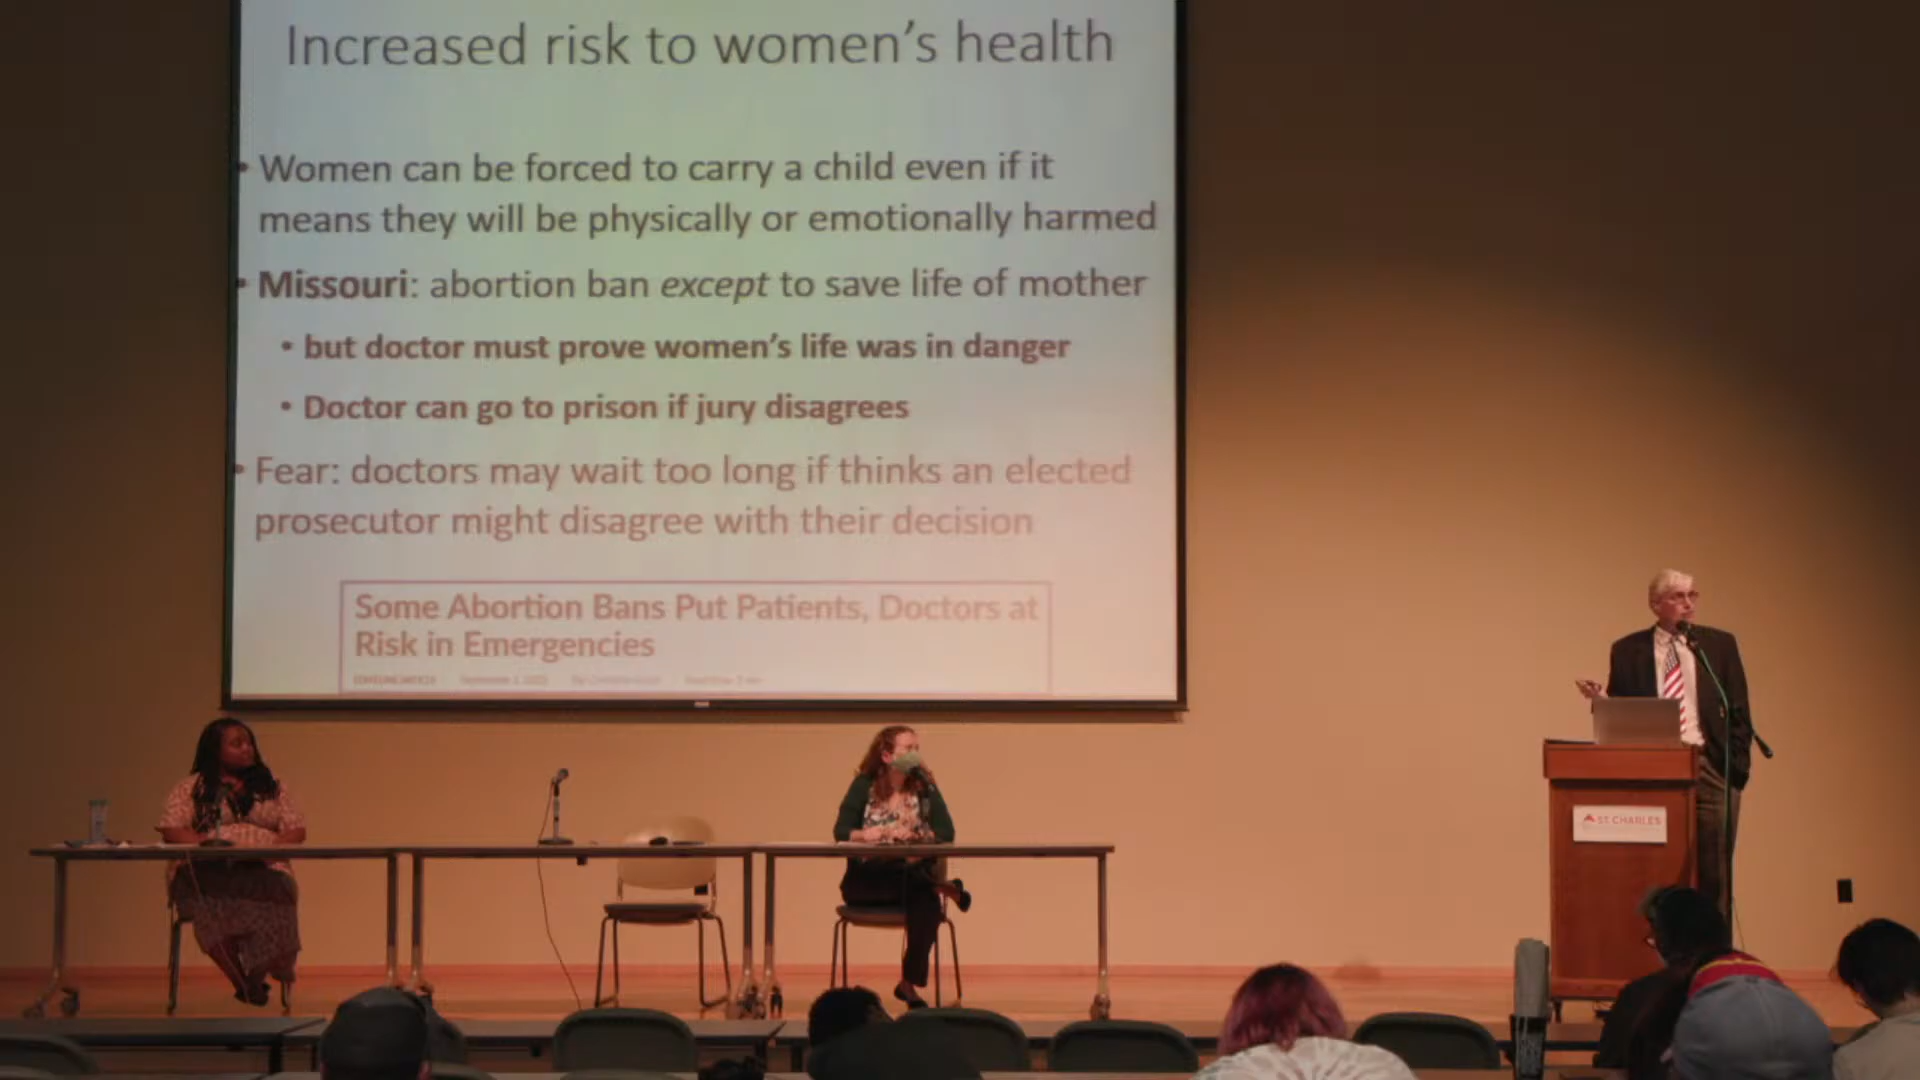 Increased risk to women's health
• Women can be forced to carry a child even if it
means they will be physically or emotionally harmed
• Missouri: abortion ban except to save life of mother
• but doctor must prove women's life was in danger
• Doctor can go to prison if jury disagrees
• Fear: doctors may wait too long if thinks an elected
prosecutor might disagree with their decision
Some Abortion Bans Put Patients, Doctors at
Risk in Emergencies
ST. CHARLES